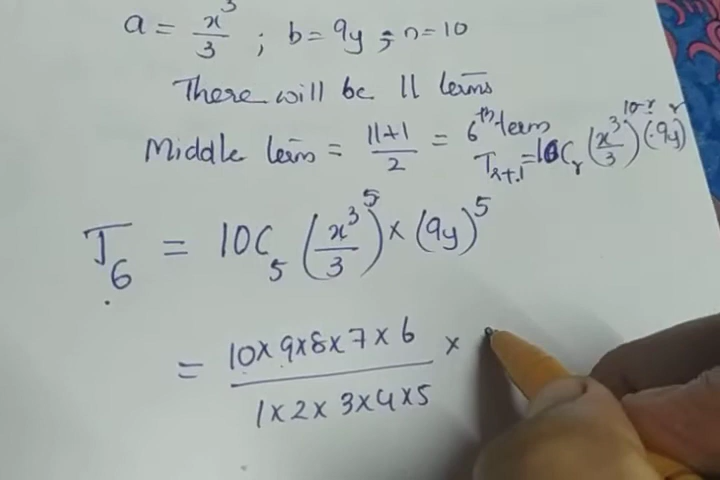 a = x³/3 ; b = 9y ; n = 10
There will be 11 terms
Middle term = 11+1/2 = 6th term
T_{r+1} = 10C_r (x³/3)^{10-r} (9y)^r
T_6 = 10C_5 (x³/3)^5 × (9y)^5
= 10×9×8×7×6 / 1×2×3×4×5 ×